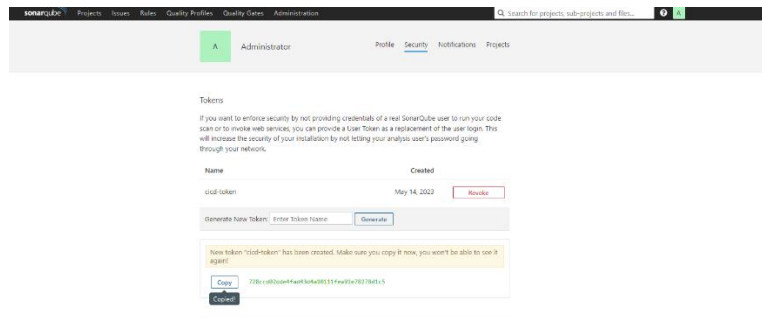 sonarqube Projects Issues Rules Quality Profiles Quality Gates Administration Search for projects, sub-projects and files... A
A Administrator Profile Security Notifications Projects
Tokens
If you want to enforce security by not providing credentials of a real SonarQube user to run your code
scan or to invoke web services, you can provide a User Token as a replacement of the user login. This
will increase the security of your installation by not letting your analysis user's password going
through your network.
Name Created
cicd-token May 14, 2023 Revoke
Generate New Token: Enter Token Name Generate
New token "cicd-token" has been created. Make sure you copy it now, you won't be able to see it
again!
Copy
Copied!